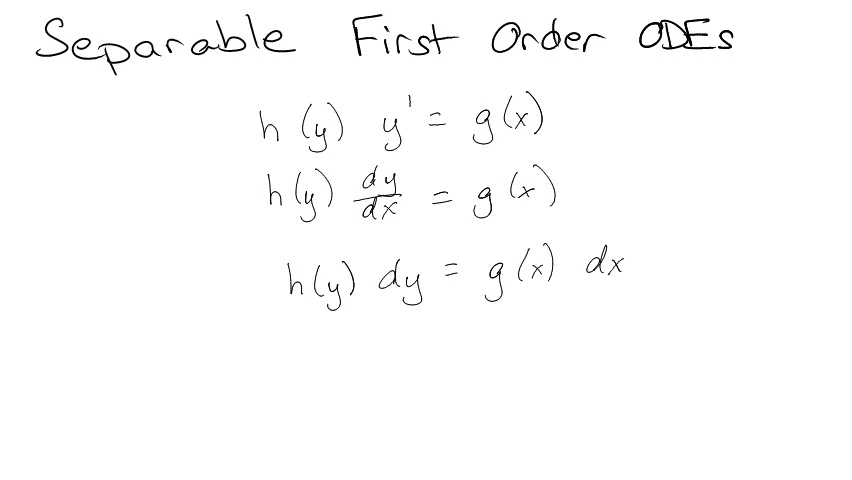 Separable First Order ODEs
h(y) y' = g(x)
h(y) dy/dx = g(x)
h(y) dy = g(x) dx